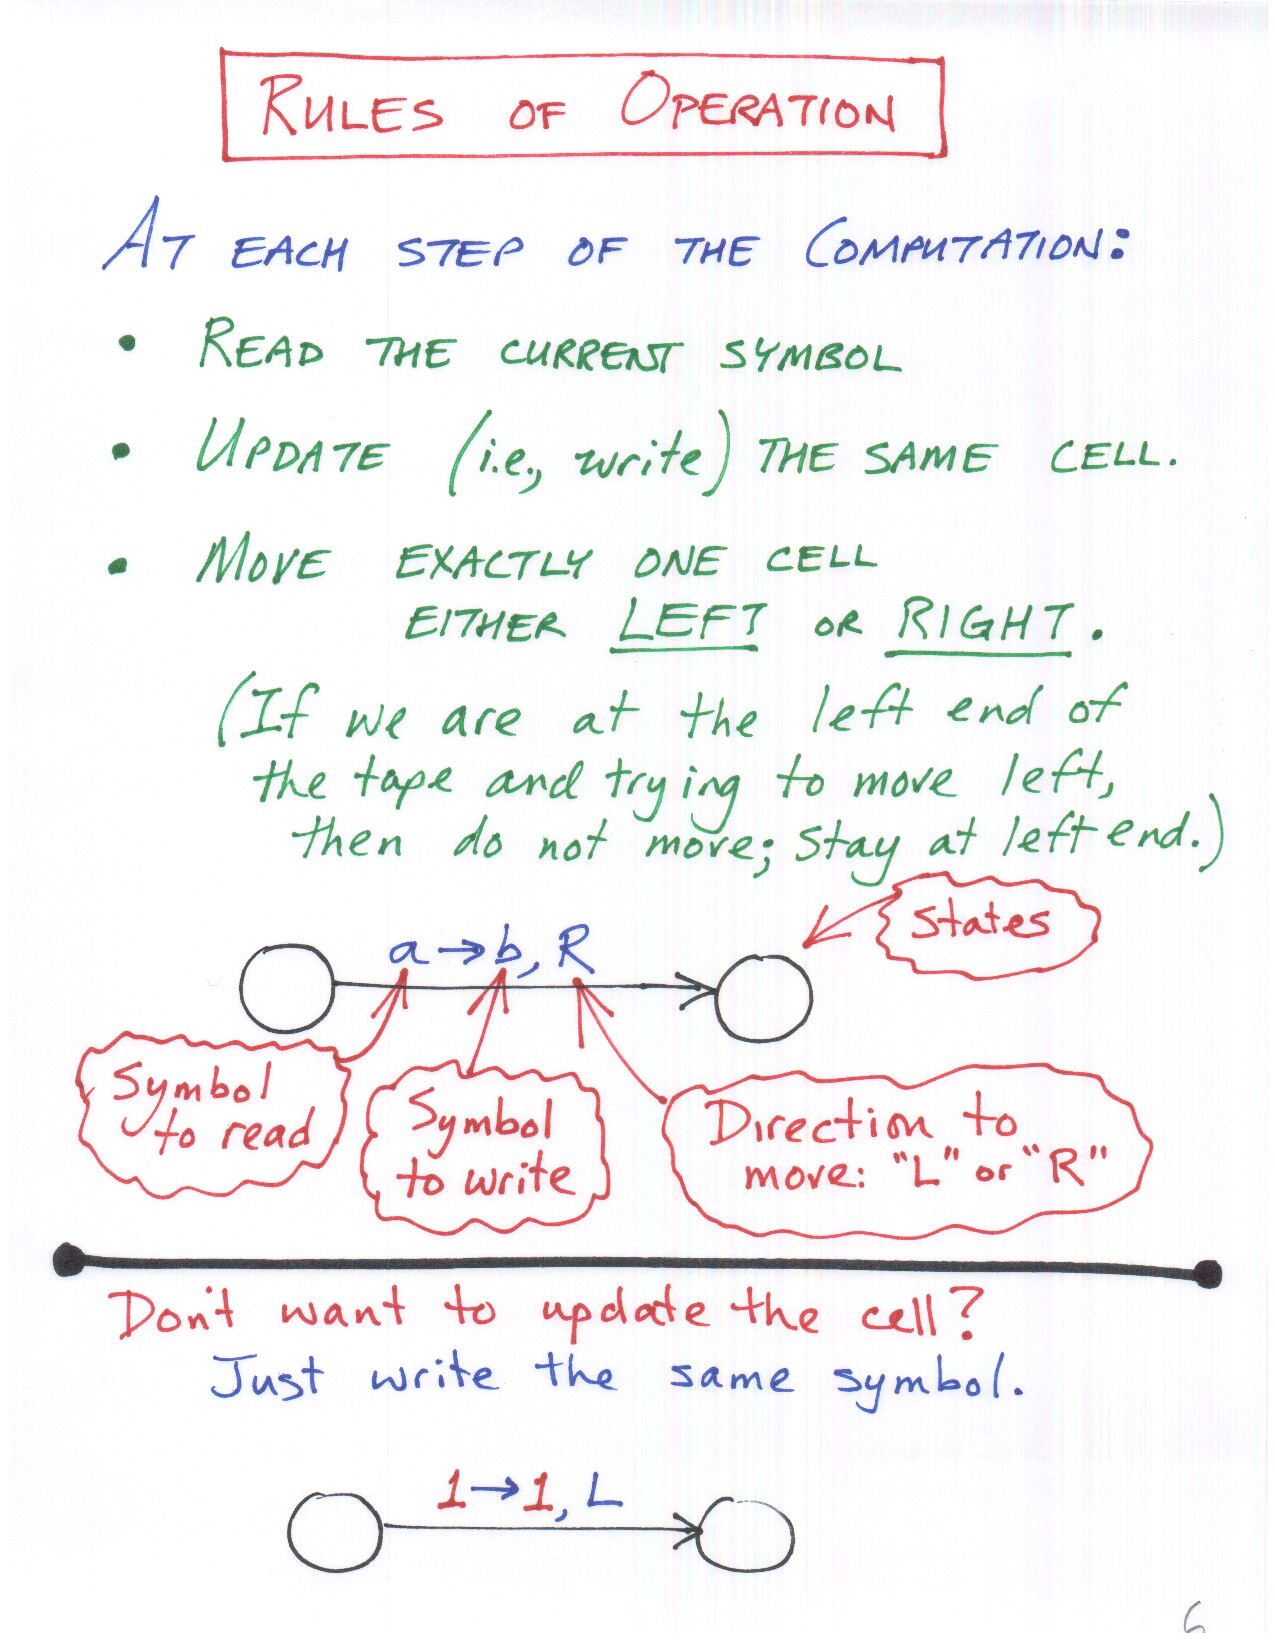 RULES OF OPERATION
AT EACH STEP OF THE COMPUTATION:
• READ THE CURRENT SYMBOL
• UPDATE (i.e., write) THE SAME CELL.
• MOVE EXACTLY ONE CELL
EITHER LEFT OR RIGHT.
(If we are at the left end of
the tape and trying to move left,
then do not move; stay at left end.)
States
a→b, R
Symbol
to read
Symbol
to write
Direction to
move: "L" or "R"
Don't want to update the cell?
Just write the same symbol.
1→1, L
6